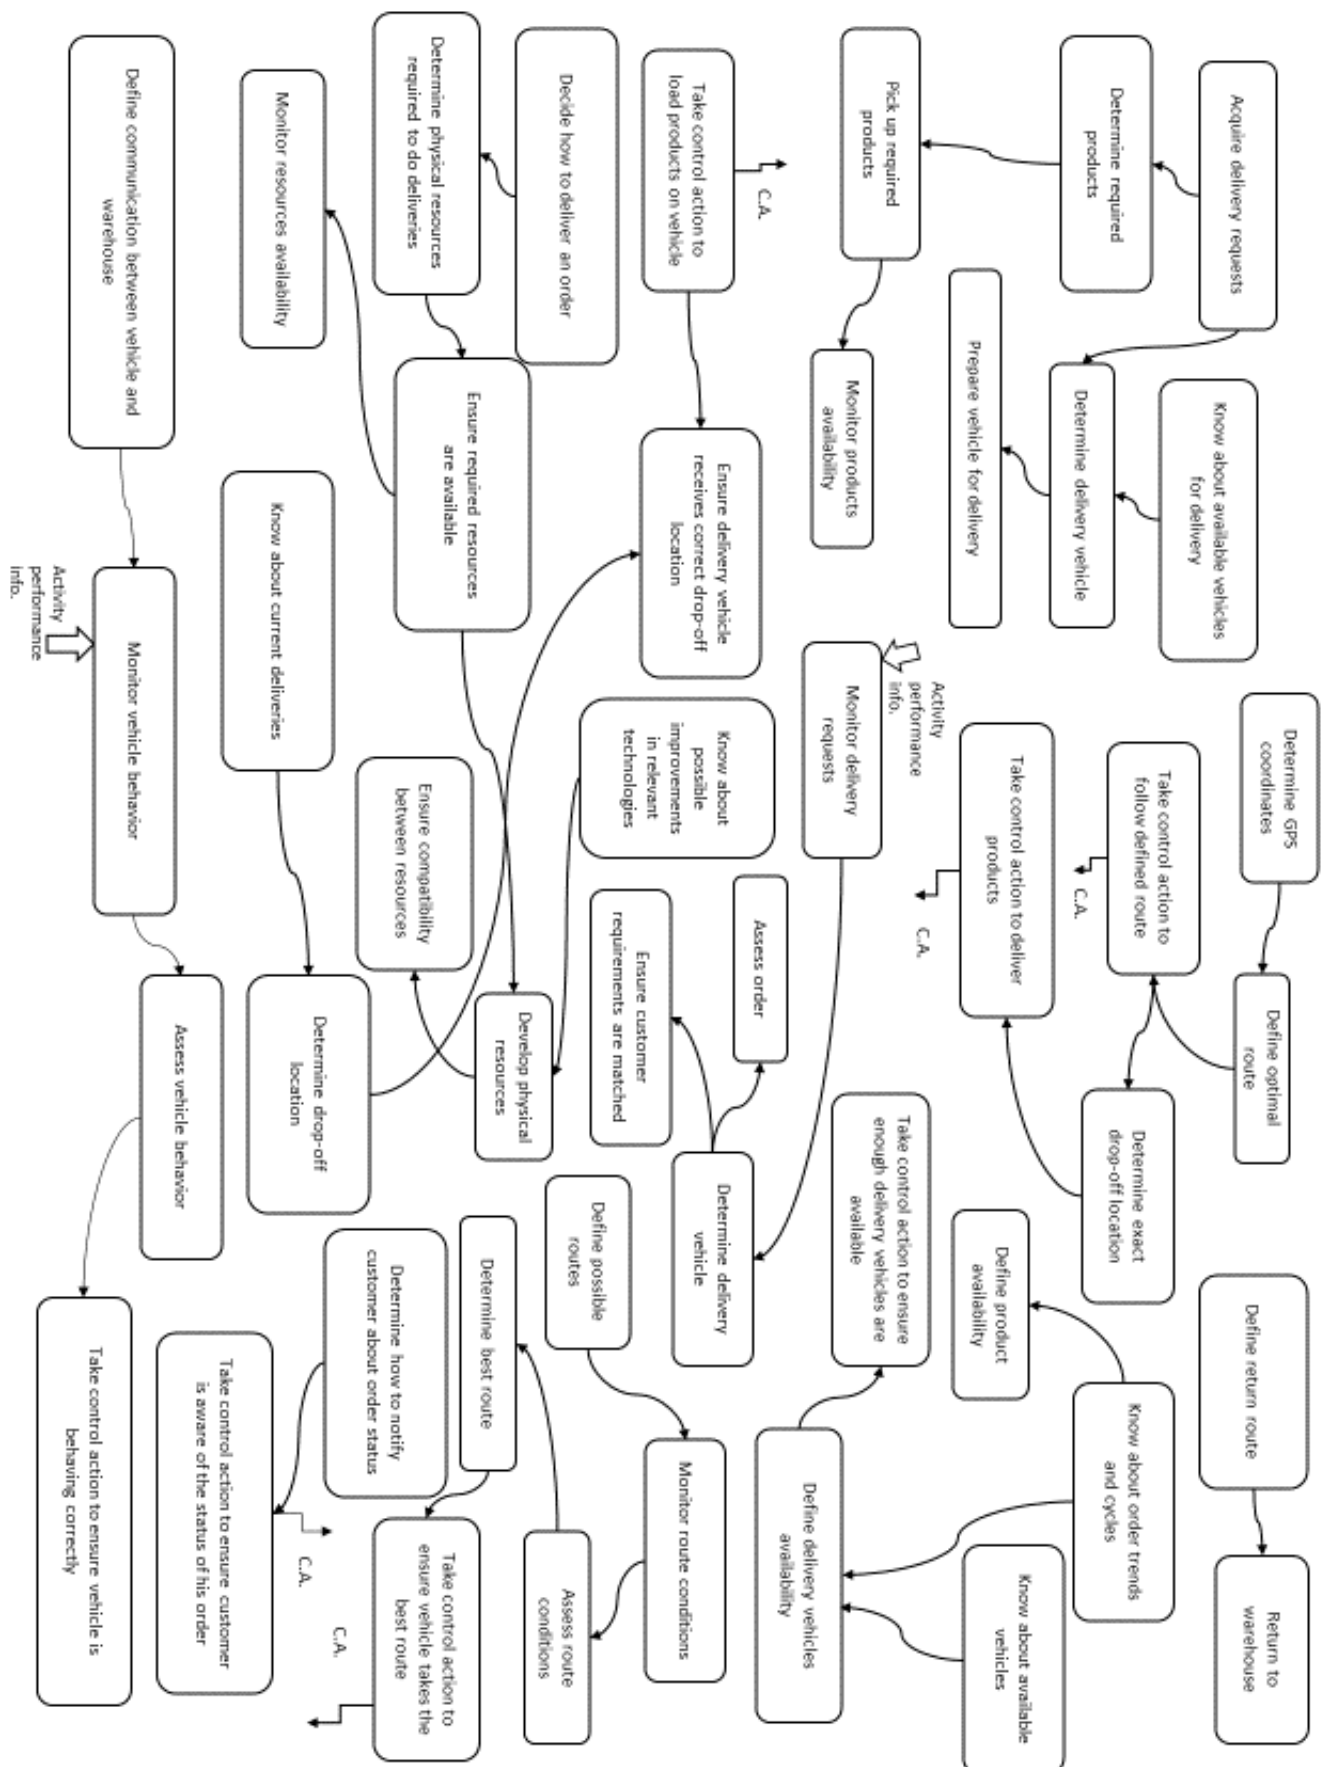 Acquire delivery requests
Know about available vehicles
for delivery
Determine GPS
coordinates
Define optimal
route
Define return route
Return to
warehouse
Determine required
products
Determine delivery vehicle
Take control action to
follow defined route
C.A.
Determine exact
drop-off location
Know about order trends
and cycles
Know about available
vehicles
Pick up required
products
Prepare vehicle for delivery
Take control action to deliver
products
C.A.
Define product
availability
C.A.
Monitor products
availability
Activity
performance
info.
Monitor delivery
requests
Take control action to ensure
enough delivery vehicles are
available
Define delivery vehicles
availability
Take control action to
load products on vehicle
Ensure delivery vehicle
receives correct drop-off
location
Know about
possible
improvements
in relevant
technologies
Assess order
Ensure customer
requirements are matched
Determine delivery
vehicle
Monitor route conditions
Decide how to deliver an order
Define possible
routes
Assess route
conditions
Determine physical resources
required to do deliveries
Ensure required resources
are available
Ensure compatibility
between resources
Develop physical
resources
Determine best route
Take control action to
ensure vehicle takes the
best route
C.A.
Monitor resources availability
Know about current deliveries
Determine drop-off
location
Determine how to notify
customer about order status
C.A.
Take control action to ensure customer
is aware of the status of his order
Define communication between vehicle and
warehouse
Monitor vehicle behavior
Activity
performance
info.
Assess vehicle behavior
Take control action to ensure vehicle is
behaving correctly